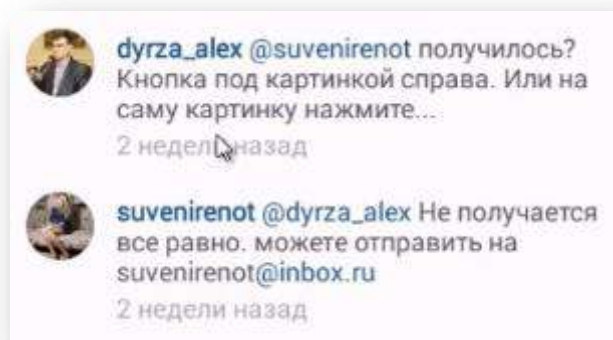 dyrza_alex @suvenirenot получилось?
Кнопка под картинкой справа. Или на
саму картинку нажмите...
2 недели назад
suvenirenot @dyrza_alex Не получается
все равно. можете отправить на
suvenirenot@inbox.ru
2 недели назад